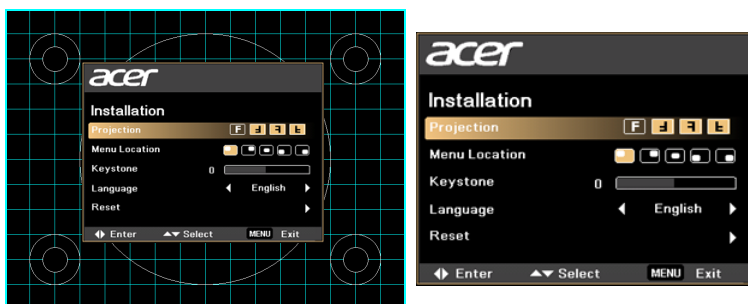 acer
Installation
Projection F
Menu Location
Keystone 0
Language English
Reset
Enter Select MENU Exit
acer
Installation
Projection F
Menu Location
Keystone 0
Language English
Reset
Enter Select MENU Exit